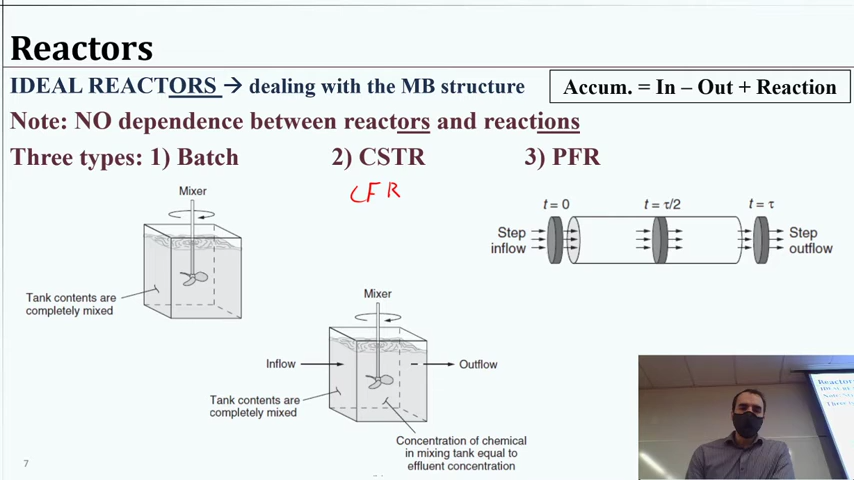 Reactors
IDEAL REACTORS → dealing with the MB structure
Accum. = In – Out + Reaction
Note: NO dependence between reactors and reactions
Three types: 1) Batch 2) CSTR 3) PFR
CFR
Mixer
Tank contents are
completely mixed
t = 0 t = τ/2 t = τ
Step
inflow
Step
outflow
Mixer
Inflow
Outflow
Tank contents are
completely mixed
Concentration of chemical
in mixing tank equal to
effluent concentration
7
Reactors